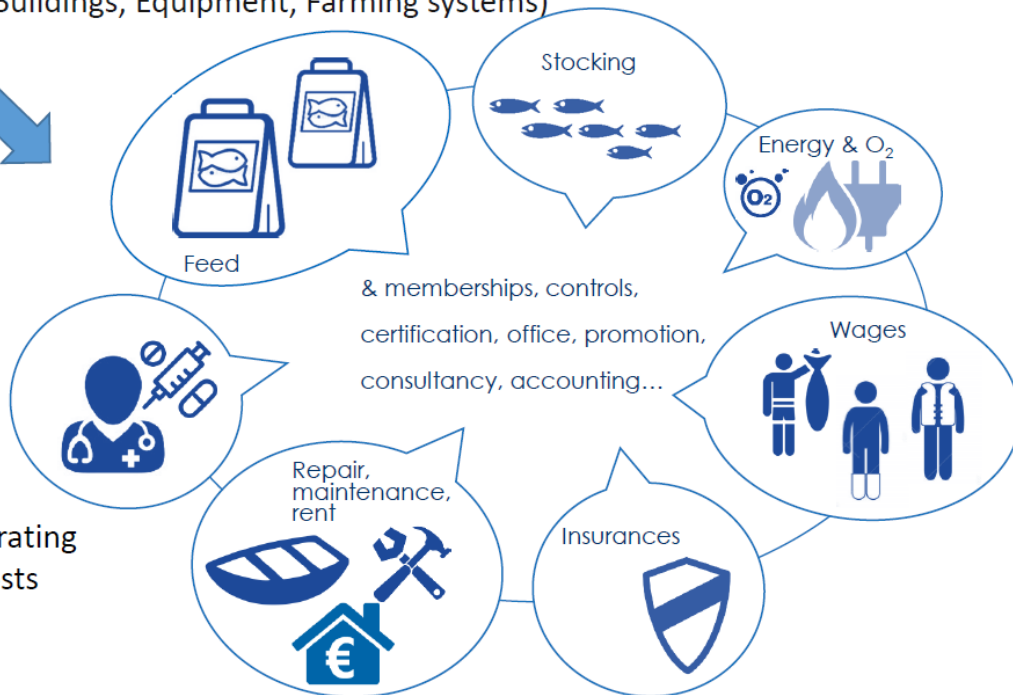 Buildings, Equipment, Farming systems)
Stocking
Energy & O₂
O₂
Feed
& memberships, controls,
certification, office, promotion,
consultancy, accounting…
Wages
Repair,
maintenance,
rent
€
Insurances
rating
sts